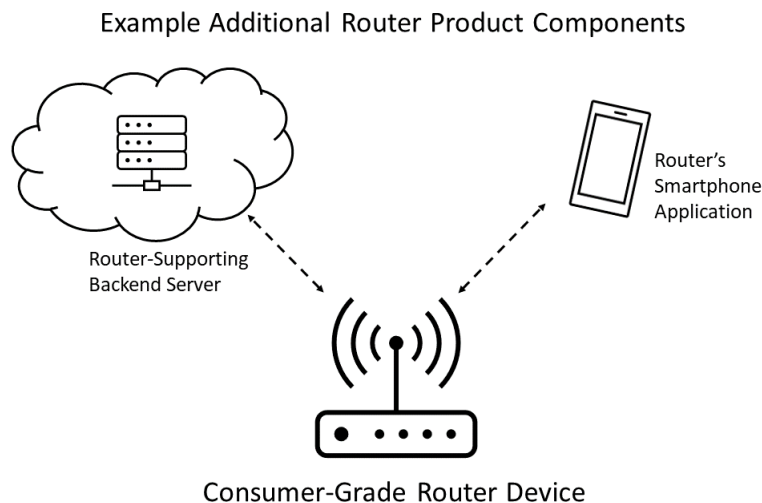 Example Additional Router Product Components
Router's
Smartphone
Application
Router-Supporting
Backend Server
Consumer-Grade Router Device